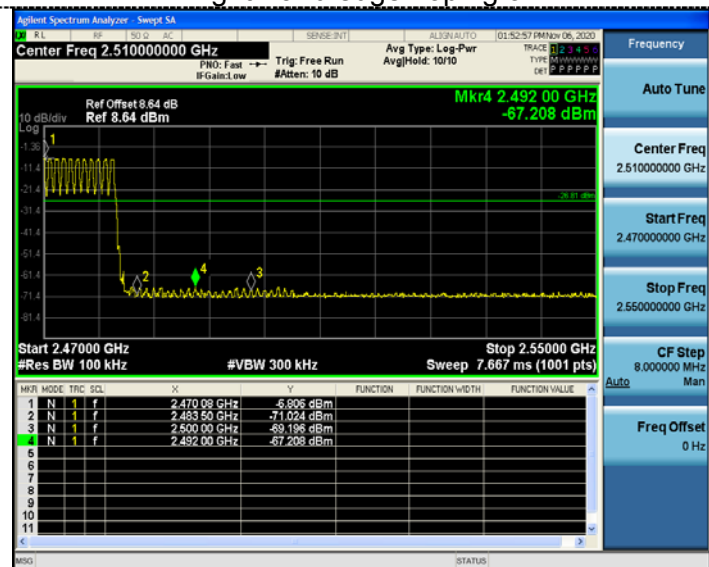 Agilent Spectrum Analyzer - Swept SA
RL RF 50 Ω AC SENSE:INT ALIGN AUTO 01:52:57 PM Nov 06, 2020
Center Freq 2.510000000 GHz
PNO: Fast
IFGain:Low
Trig: Free Run
#Atten: 10 dB
Avg Type: Log-Pwr
Avg|Hold: 10/10
TRACE 1 2 3 4 5 6
TYPE M
DET P P P P P P
Frequency
Ref Offset 8.64 dB
10 dB/div Ref 8.64 dBm
Log
Mkr4 2.492 00 GHz
-67.208 dBm
-1.36
-11.4
-21.4
-31.4
-41.4
-51.4
-61.4
-71.4
-81.4
1
2
4
3
-26.81 dBm
Start 2.47000 GHz Stop 2.55000 GHz
#Res BW 100 kHz #VBW 300 kHz Sweep 7.667 ms (1001 pts)
MKR MODE TRC SCL X Y FUNCTION FUNCTION WIDTH FUNCTION VALUE
1 N 1 f 2.470 08 GHz -6.806 dBm
2 N 1 f 2.483 50 GHz -71.024 dBm
3 N 1 f 2.500 00 GHz -69.196 dBm
4 N 1 f 2.492 00 GHz -67.208 dBm
5
6
7
8
9
10
11
MSG STATUS
Auto Tune
Center Freq
2.510000000 GHz
Start Freq
2.470000000 GHz
Stop Freq
2.550000000 GHz
CF Step
8.000000 MHz
Auto Man
Freq Offset
0 Hz